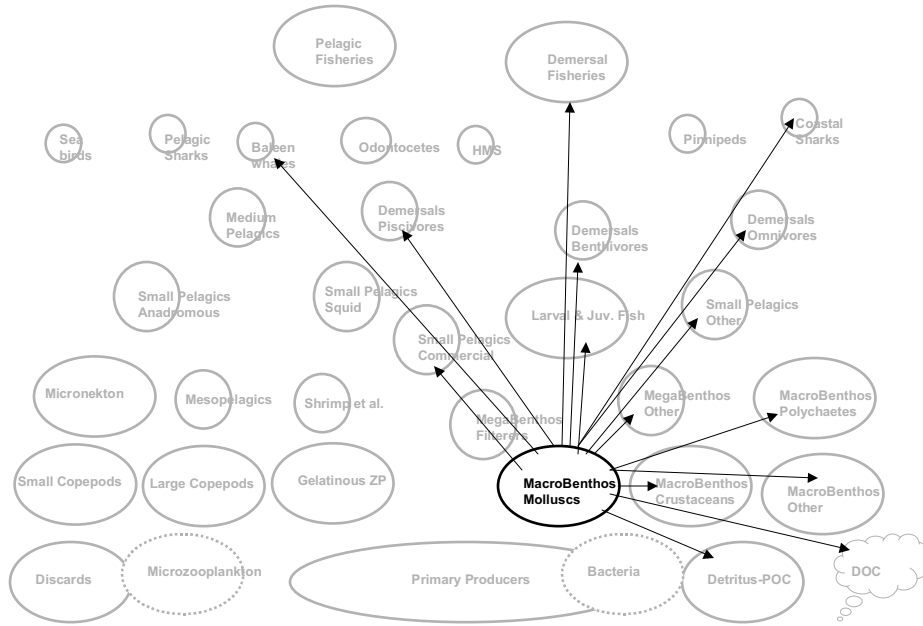 Pelagic
Fisheries
Demersal
Fisheries
Sea
birds
Pelagic
Sharks
Baleen
whales
Odontocetes
HMS
Pinnipeds
Coastal
Sharks
Medium
Pelagics
Demersals
Piscivores
Demersals
Benthivores
Demersals
Omnivores
Small Pelagics
Anadromous
Small Pelagics
Squid
Small Pelagics
Commercial
Larval & Juv. Fish
Small Pelagics
Other
Micronekton
Mesopelagics
Shrimp et al.
MegaBenthos
Filterers
MegaBenthos
Other
MacroBenthos
Polychaetes
Small Copepods
Large Copepods
Gelatinous ZP
MacroBenthos
Molluscs
MacroBenthos
Crustaceans
MacroBenthos
Other
Discards
Microzooplankton
Primary Producers
Bacteria
Detritus-POC
DOC